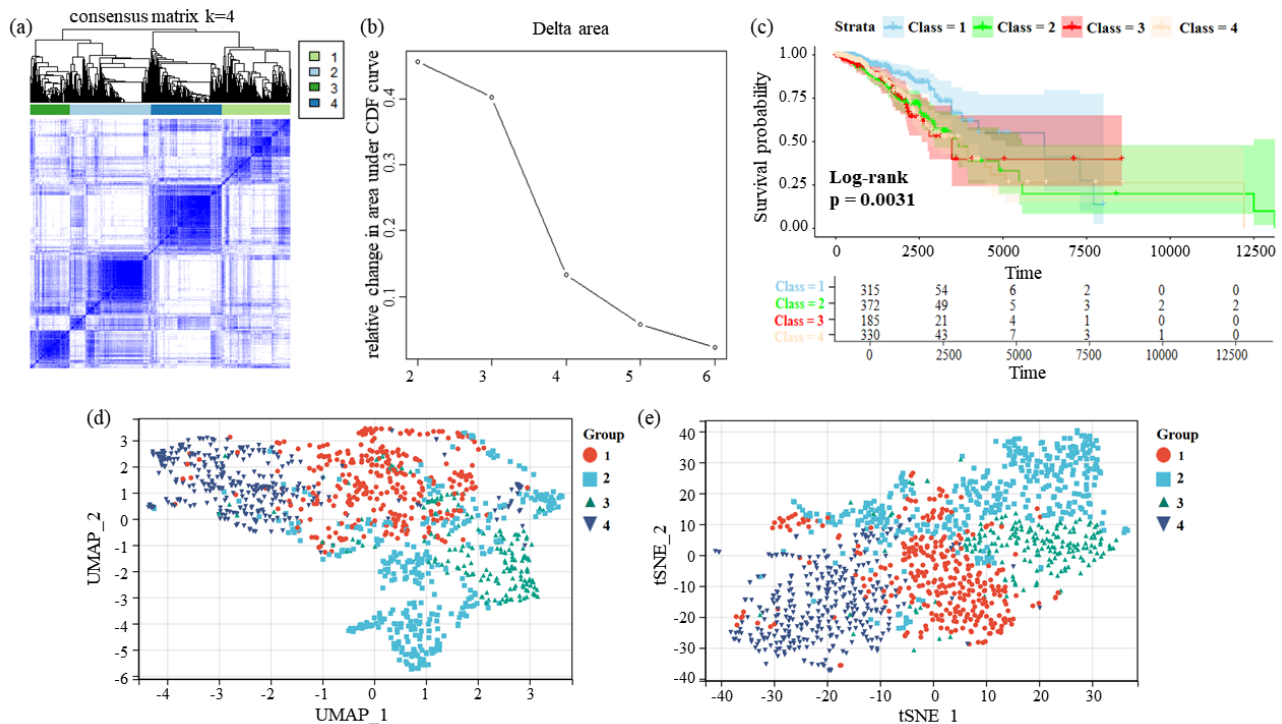 (a)
consensus matrix k=4
1
2
3
4
(b)
Delta area
relative change in area under CDF curve
0.4
0.3
0.2
0.1
2 3 4 5 6
(c)
Strata Class = 1 Class = 2 Class = 3 Class = 4
Survival probability
1.00
0.75
0.50
0.25
0.00
Log-rank
p = 0.0031
0 2500 5000 7500 10000 12500
Time
Class = 1 315 54 6 2 0 0
Class = 2 372 49 5 3 2 2
Class = 3 185 21 4 1 0 0
Class = 4 330 43 7 3 1 0
0 2500 5000 7500 10000 12500
Time
(d)
UMAP_2
3
2
1
0
-1
-2
-3
-4
-5
-6
-4 -3 -2 -1 0 1 2 3
UMAP_1
Group
1
2
3
4
(e)
tSNE_2
40
30
20
10
0
-10
-20
-30
-40
-40 -30 -20 -10 0 10 20 30
tSNE_1
Group
1
2
3
4